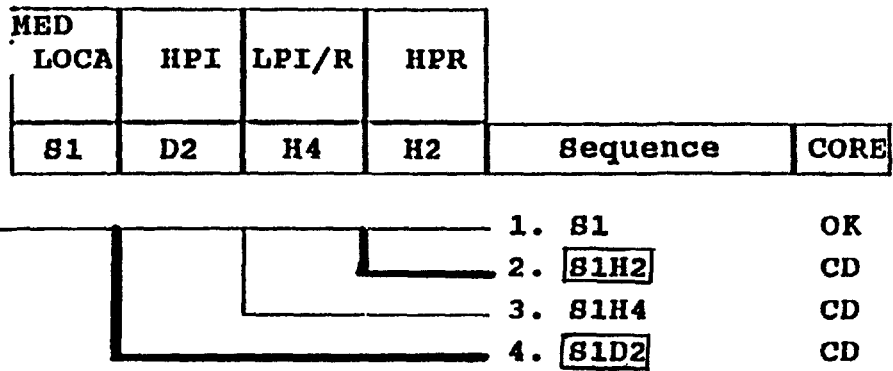 MED
LOCA HPI LPI/R HPR
S1 D2 H4 H2 Sequence CORE
1. S1 OK
2. S1H2 CD
3. S1H4 CD
4. S1D2 CD